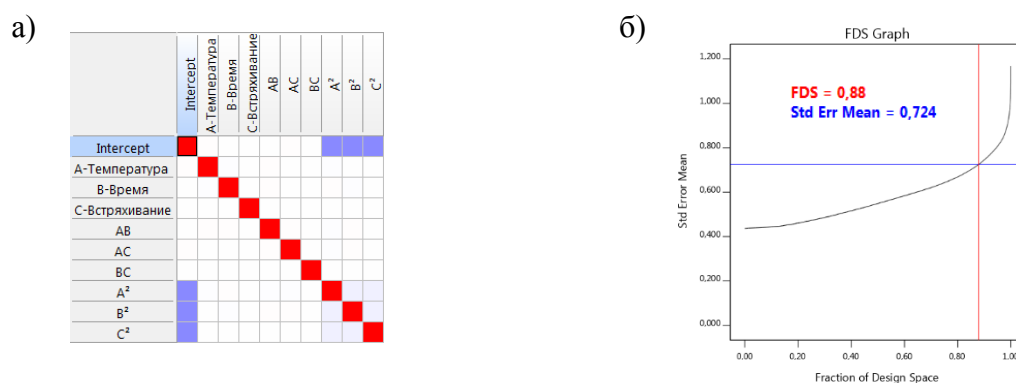 а)
Intercept
A-Температура
B-Время
C-Встряхивание
AB
AC
BC
A²
B²
C²
Intercept
A-Температура
B-Время
C-Встряхивание
AB
AC
BC
A²
B²
C²
б)
FDS Graph
FDS = 0,88
Std Err Mean = 0,724
Std Error Mean
1,200
1,000
0,800
0,600
0,400
0,200
0,000
0.00 0.20 0.40 0.60 0.80 1.00
Fraction of Design Space